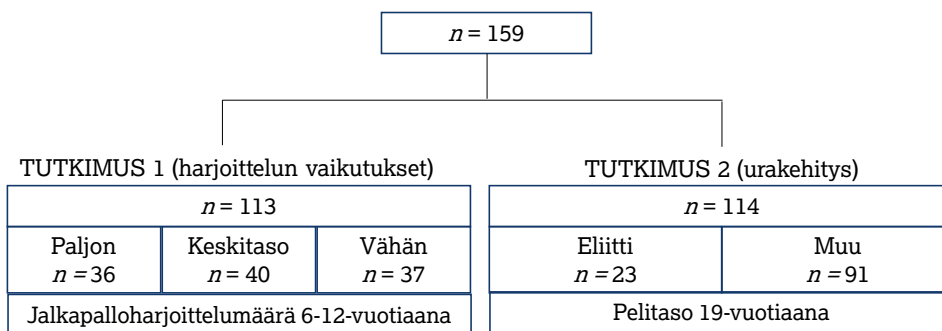 n = 159
TUTKIMUS 1 (harjoittelun vaikutukset)
n = 113
Paljon
n = 36
Keskitaso
n = 40
Vähän
n = 37
Jalkapalloharjoittelumäärä 6-12-vuotiaana
TUTKIMUS 2 (urakehitys)
n = 114
Eliitti
n = 23
Muu
n = 91
Pelitaso 19-vuotiaana